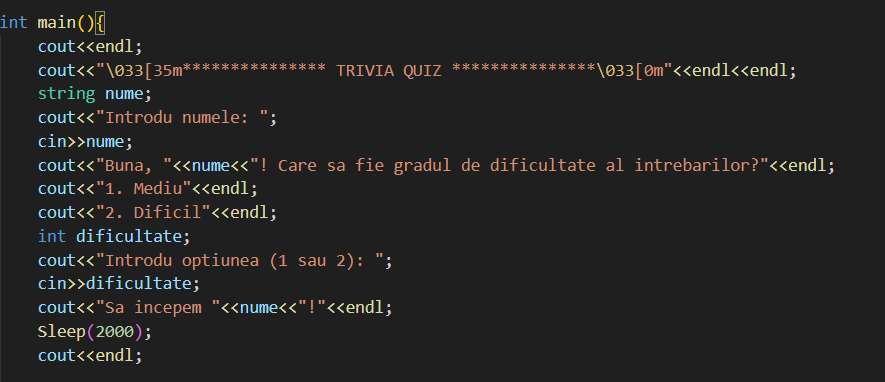 int main(){
cout<<endl;
cout<<"\033[35m*************** TRIVIA QUIZ ***************\033[0m"<<endl<<endl;
string nume;
cout<<"Introdu numele: ";
cin>>nume;
cout<<"Buna, "<<nume<<"! Care sa fie gradul de dificultate al intrebarilor?"<<endl;
cout<<"1. Mediu"<<endl;
cout<<"2. Dificil"<<endl;
int dificultate;
cout<<"Introdu optiunea (1 sau 2): ";
cin>>dificultate;
cout<<"Sa incepem "<<nume<<"!"<<endl;
Sleep(2000);
cout<<endl;